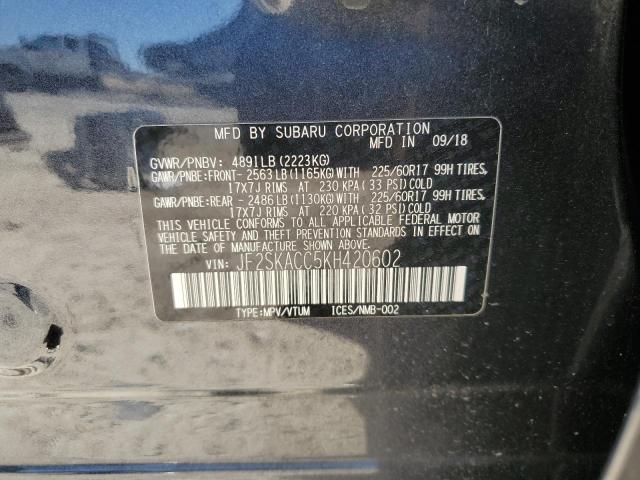 MFD BY SUBARU CORPORATION
MFD IN 09/18
GVWR/PNBV: 4891LB (2223KG)
GAWR/PNBE:FRONT- 2563LB (1165KG)WITH 225/60R17 99H TIRES,
17X7J RIMS AT 230 KPA (33 PSI)COLD
GAWR/PNBE:REAR - 2486LB (1130KG)WITH 225/60R17 99H TIRES,
17X7J RIMS AT 220 KPA (32 PSI)COLD
THIS VEHICLE CONFORMS TO ALL APPLICABLE FEDERAL MOTOR
VEHICLE SAFETY AND THEFT PREVENTION STANDARDS IN EFFECT ON
THE DATE OF MANUFACTURE SHOWN ABOVE.
VIN: JF2SKACC5KH420602
TYPE:MPV/VTUM ICES/NMB-002